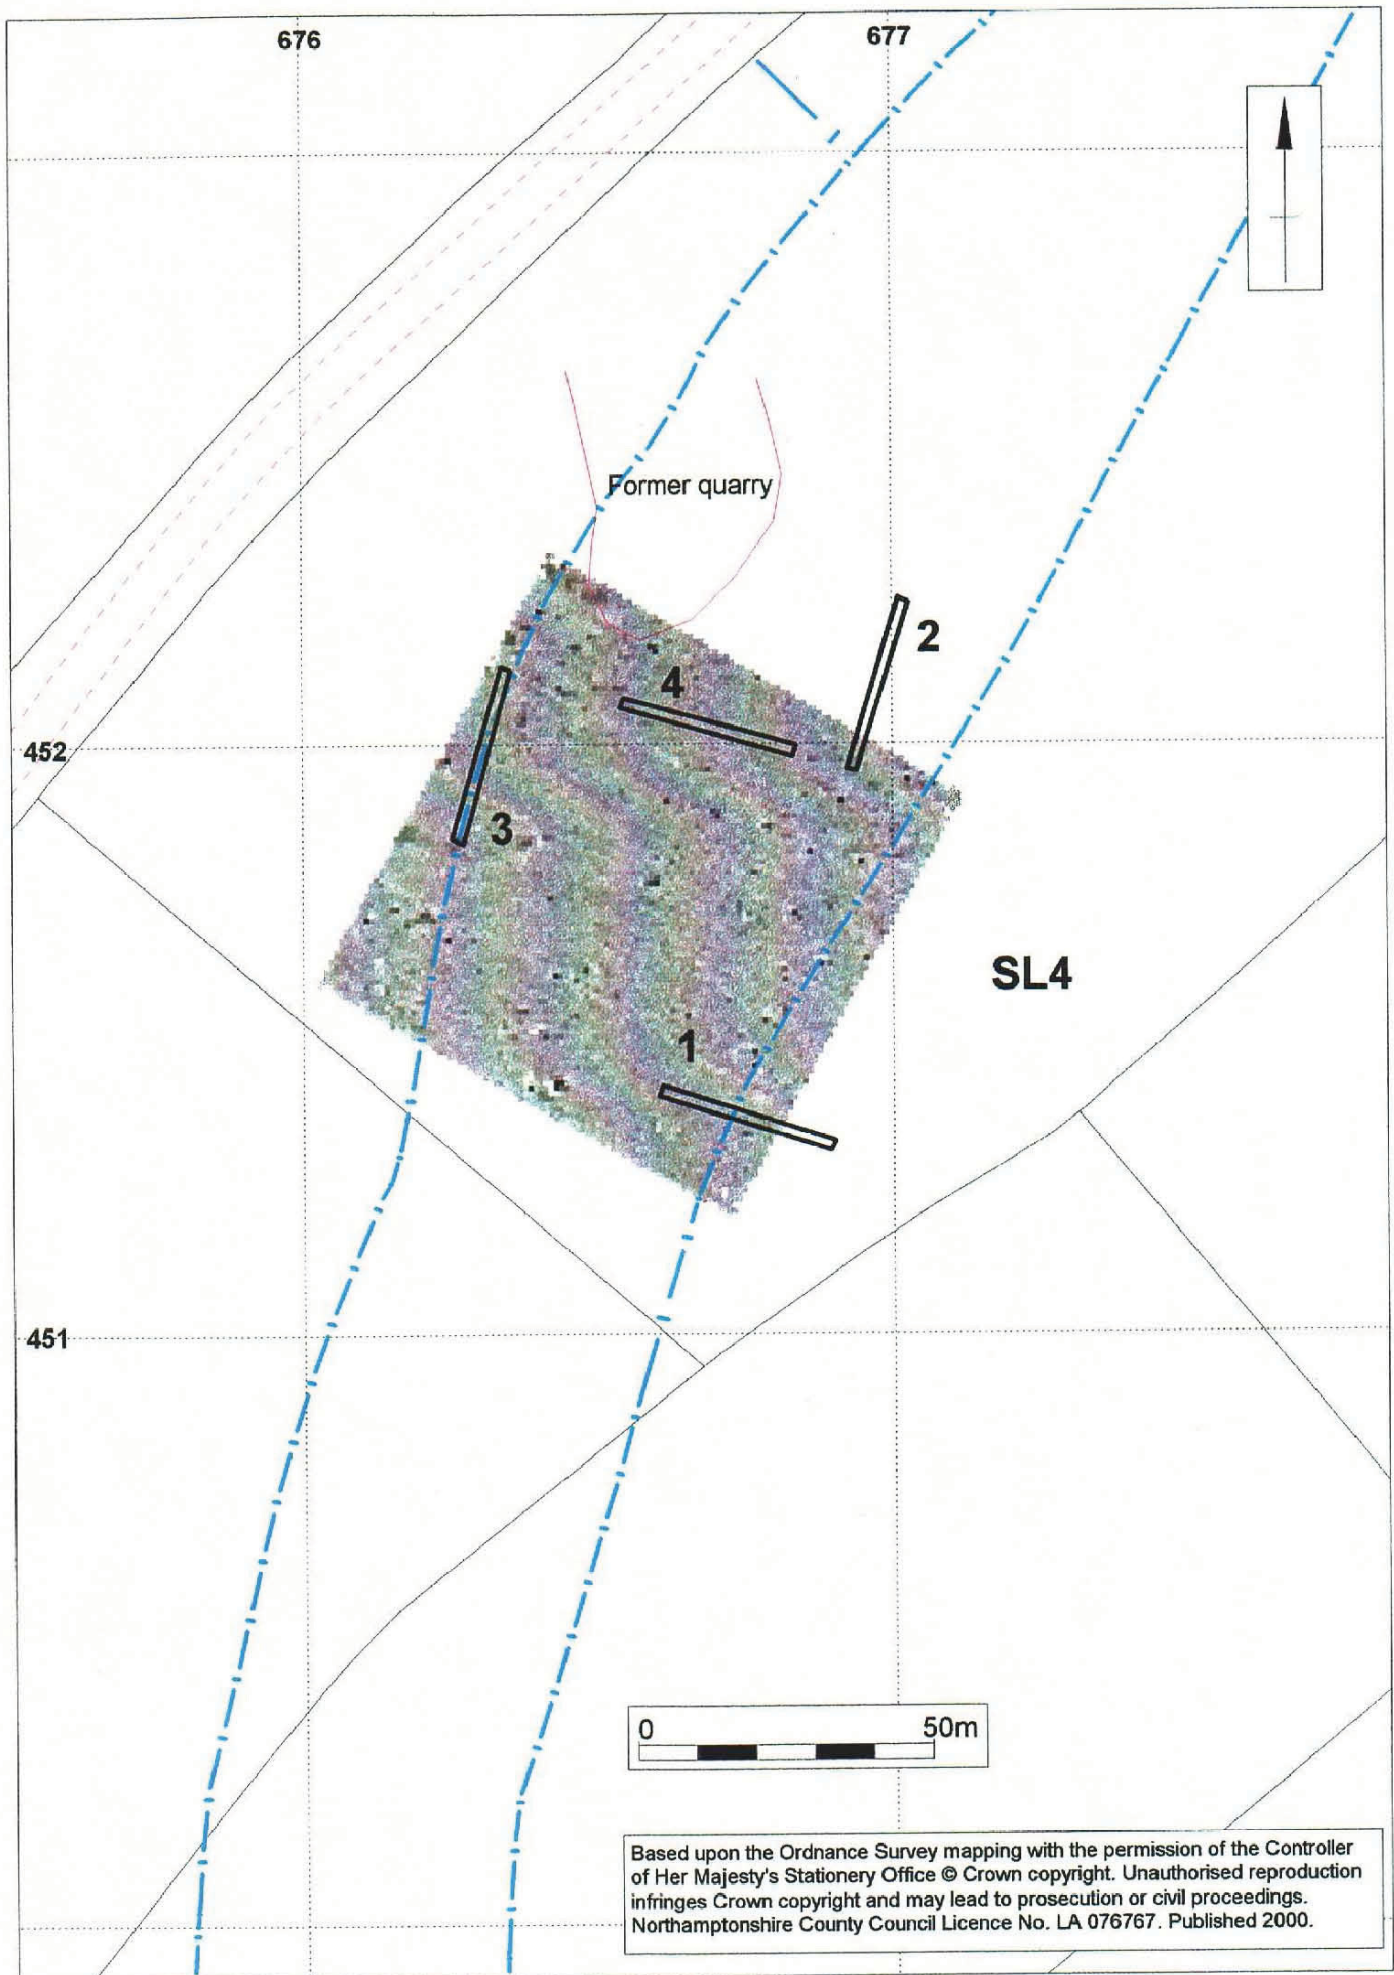 676
677
Former quarry
2
4
452
3
SL4
1
451
0 50m
Based upon the Ordnance Survey mapping with the permission of the Controller
of Her Majesty's Stationery Office © Crown copyright. Unauthorised reproduction
infringes Crown copyright and may lead to prosecution or civil proceedings.
Northamptonshire County Council Licence No. LA 076767. Published 2000.